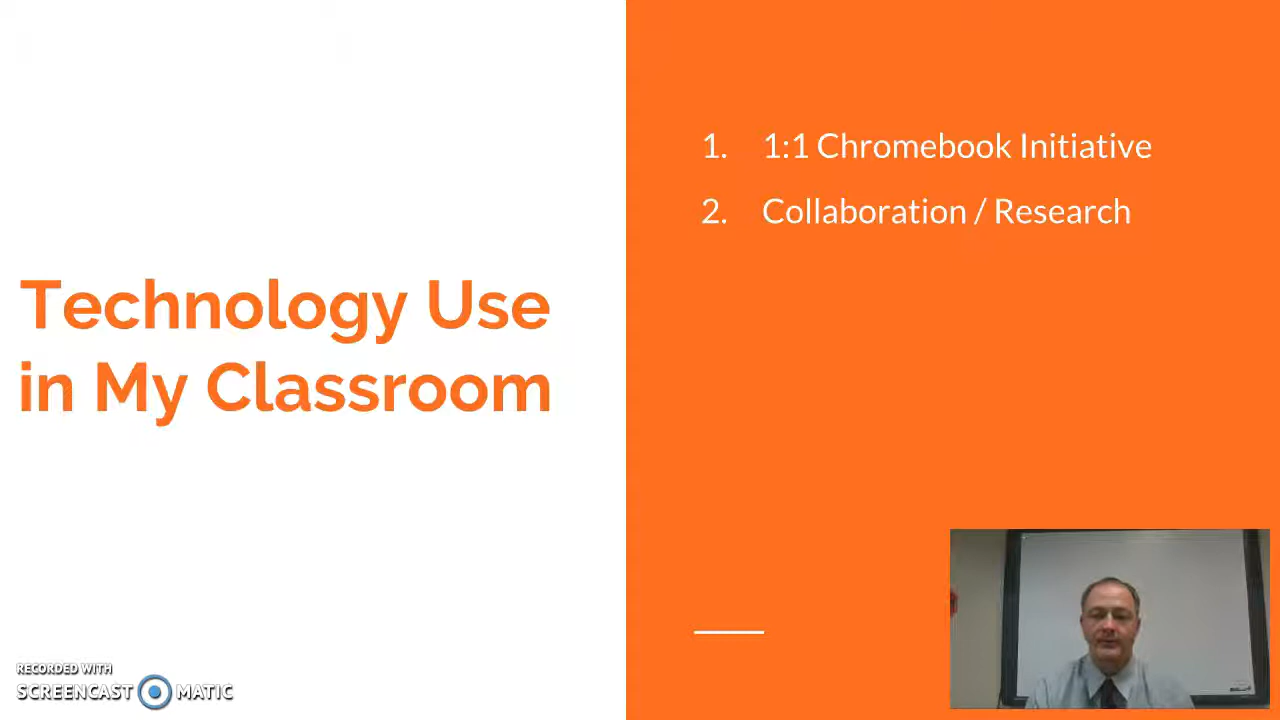 Technology Use
in My Classroom
1. 1:1 Chromebook Initiative
2. Collaboration / Research
RECORDED WITH
SCREENCAST MATIC